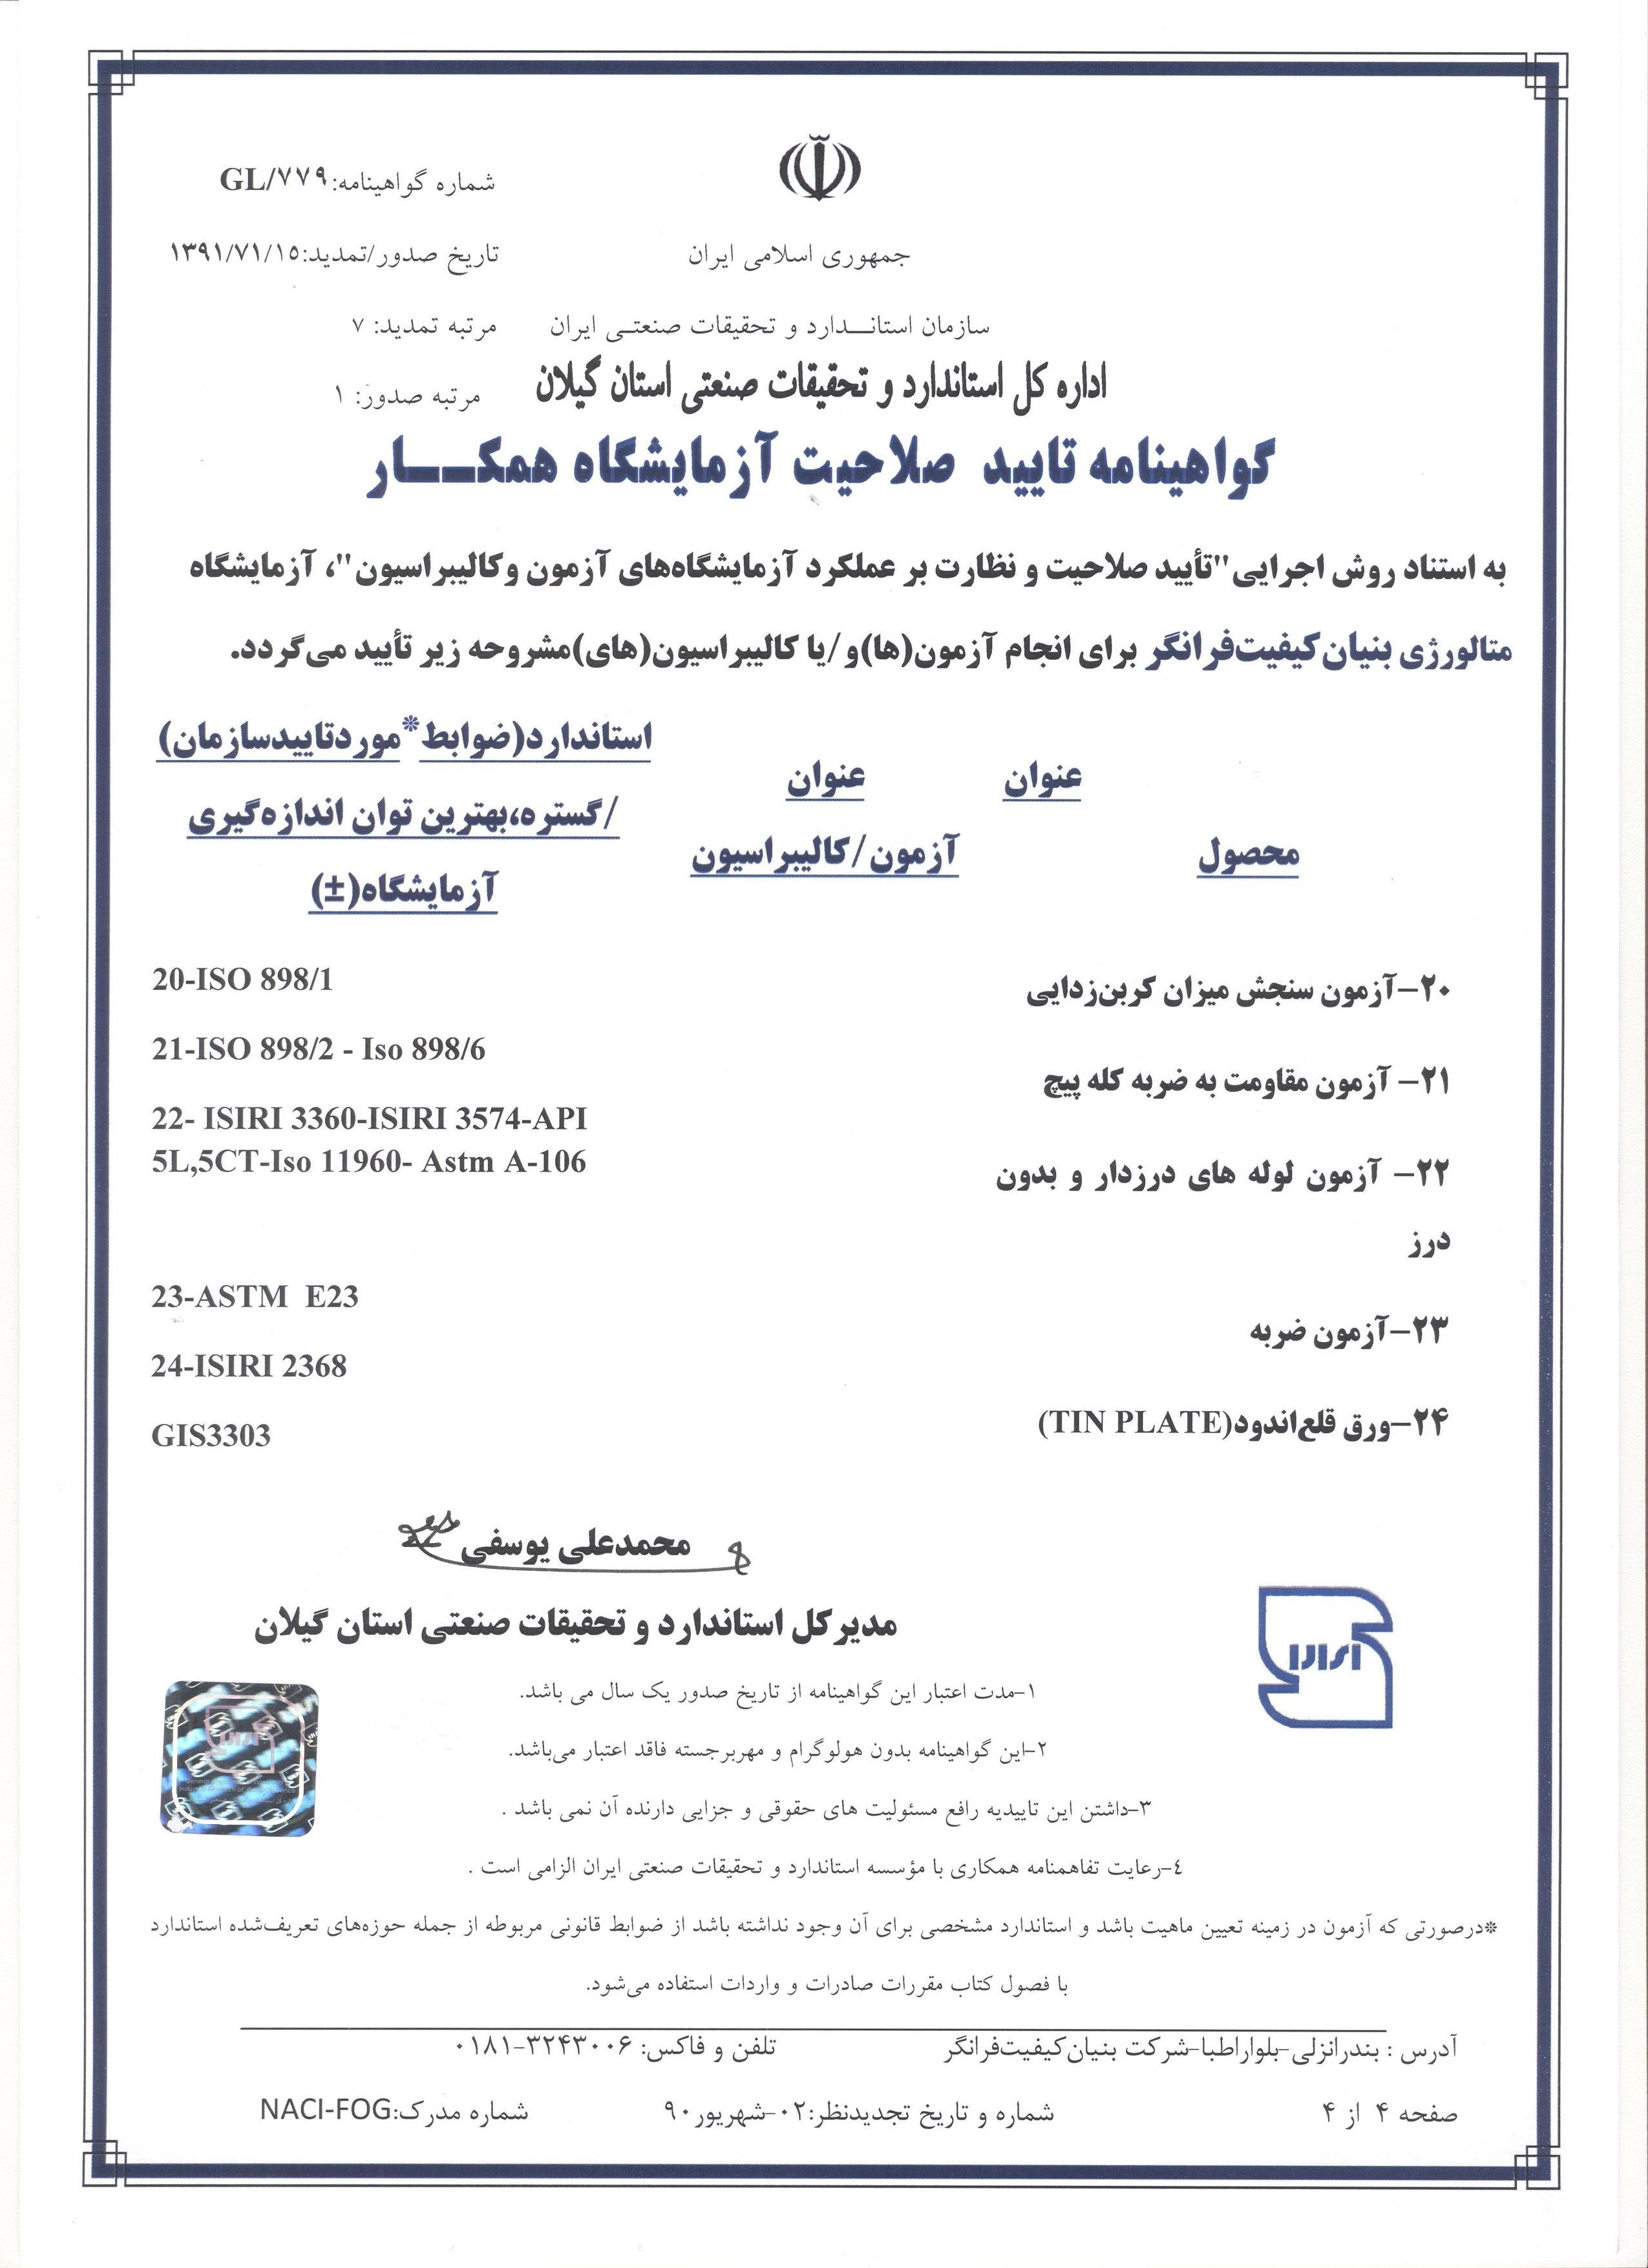 شماره گواهینامه:GL/۷۷۹
جمهوری اسلامی ایران
تاریخ صدور/تمدید:۱۳۹۱/۷۱/۱۵
سازمان استانـــدارد و تحقیقات صنعتـی ایران
مرتبه تمدید: ۷
اداره کل استاندارد و تحقیقات صنعتی استان گیلان
مرتبه صدور: ۱
گواهینامه تایید صلاحیت آزمایشگاه همکـــار
به استناد روش اجرایی"تأیید صلاحیت و نظارت بر عملکرد آزمایشگاه‌های آزمون وکالیبراسیون"، آزمایشگاه
متالورژی بنیان‌کیفیت‌فرانگر برای انجام آزمون(ها)و /یا کالیبراسیون(های)مشروحه زیر تأیید می‌گردد.
عنوان
محصول
عنوان
آزمون/کالیبراسیون
استاندارد(ضوابط*موردتاییدسازمان)
/گستره،بهترین توان اندازه‌گیری
آزمایشگاه(±)
۲۰-آزمون سنجش میزان کربن‌زدایی
20-ISO 898/1
۲۱- آزمون مقاومت به ضربه کله پیچ
21-ISO 898/2 - Iso 898/6
۲۲- آزمون لوله های درزدار و بدون
درز
22- ISIRI 3360-ISIRI 3574-API
5L,5CT-Iso 11960- Astm A-106
۲۳-آزمون ضربه
23-ASTM E23
۲۴-ورق قلع‌اندود(TIN PLATE)
24-ISIRI 2368
GIS3303
محمدعلی یوسفی
مدیرکل استاندارد و تحقیقات صنعتی استان گیلان
۱-مدت اعتبار این گواهینامه از تاریخ صدور یک سال می باشد.
۲-این گواهینامه بدون هولوگرام و مهربرجسته فاقد اعتبار می‌باشد.
۳-داشتن این تاییدیه رافع مسئولیت های حقوقی و جزایی دارنده آن نمی باشد .
٤-رعایت تفاهمنامه همکاری با مؤسسه استاندارد و تحقیقات صنعتی ایران الزامی است .
*درصورتی که آزمون در زمینه تعیین ماهیت باشد و استاندارد مشخصی برای آن وجود نداشته باشد از ضوابط قانونی مربوطه از جمله حوزه‌های تعریف‌شده استاندارد
با فصول کتاب مقررات صادرات و واردات استفاده می‌شود.
آدرس : بندرانزلی-بلواراطبا-شرکت بنیان‌کیفیت‌فرانگر
تلفن و فاکس: ۰۱۸۱-۳۲۴۳۰۰۶
صفحه ۴ از ۴
شماره و تاریخ تجدیدنظر:۰۲-شهریور۹۰
شماره مدرک:NACI-FOG